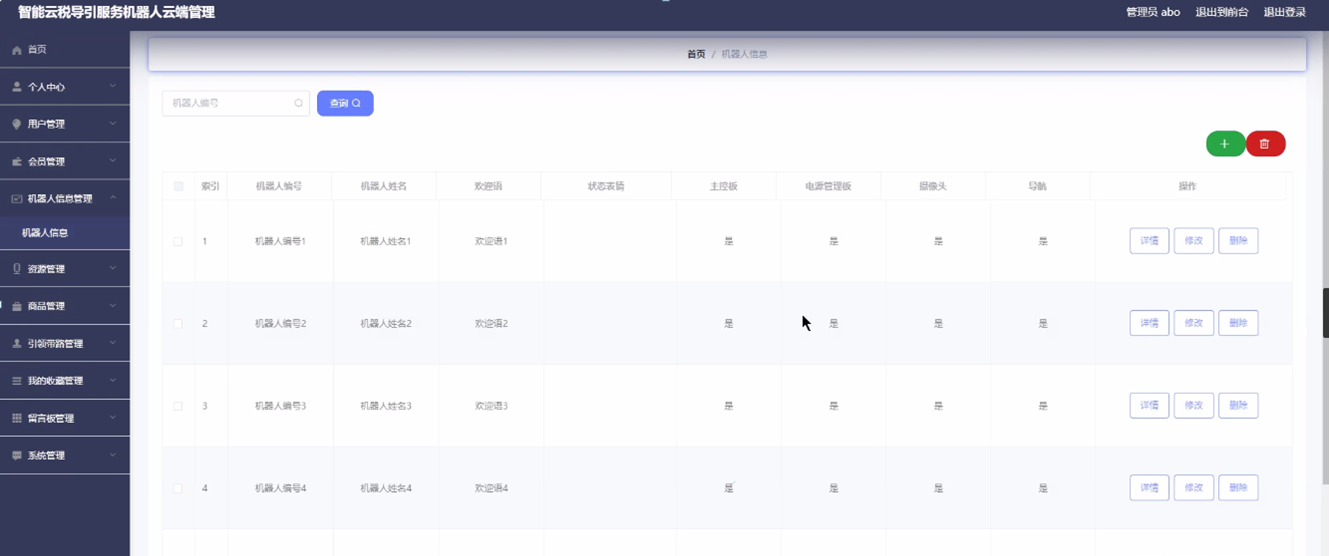 智能云税导引服务机器人云端管理
管理员 abo 退出到前台 退出登录
首页
个人中心
用户管理
会员管理
机器人信息管理
机器人信息
资源管理
商品管理
引领带路管理
我的收藏管理
留言板管理
系统管理
首页 / 机器人信息
机器人编号 查询
索引 机器人编号 机器人姓名 欢迎语 状态表情 主控板 电源管理板 摄像头 导航 操作
1 机器人编号1 机器人姓名1 欢迎语1 是 是 是 是 详情 修改 删除
2 机器人编号2 机器人姓名2 欢迎语2 是 是 是 是 详情 修改 删除
3 机器人编号3 机器人姓名3 欢迎语3 是 是 是 是 详情 修改 删除
4 机器人编号4 机器人姓名4 欢迎语4 是 是 是 是 详情 修改 删除